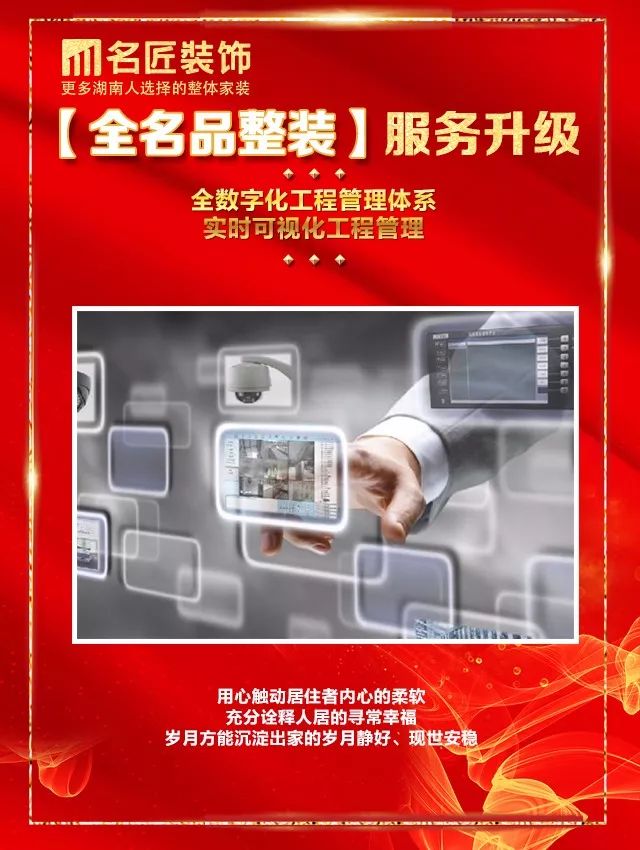 名匠装饰
更多湖南人选择的整体家装
【全名品整装】服务升级
全数字化工程管理体系
实时可视化工程管理
用心触动居住者内心的柔软
充分诠释人居的寻常幸福
岁月方能沉淀出家的岁月静好、现世安稳